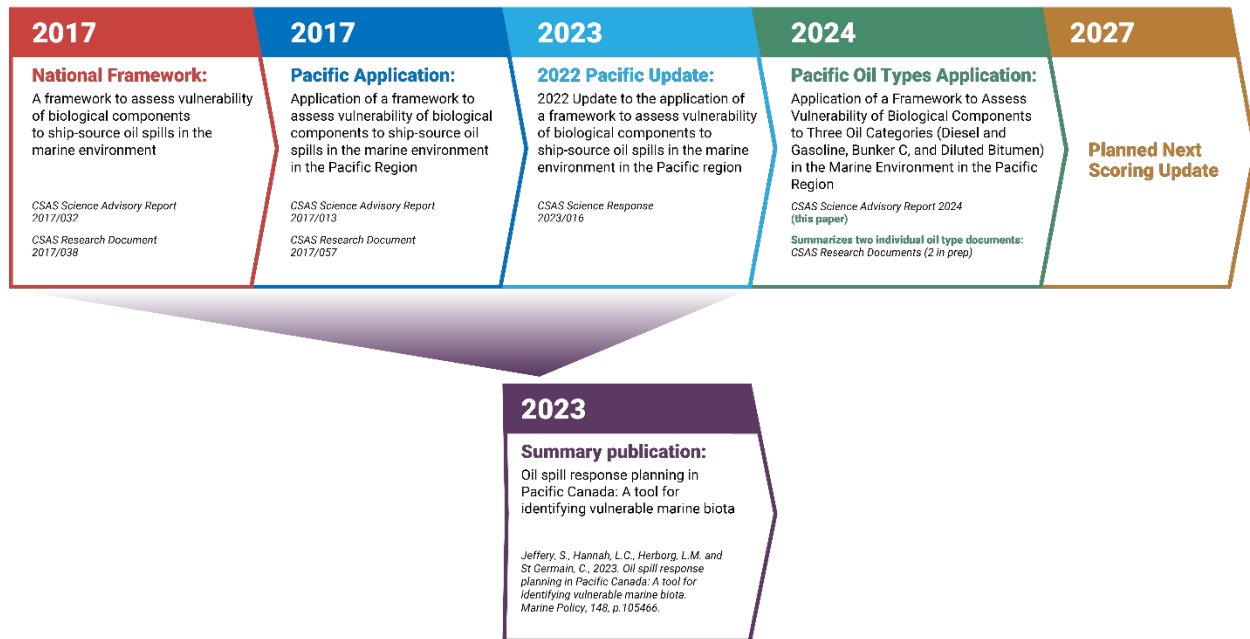 2017
National Framework:
A framework to assess vulnerability
of biological components
to ship-source oil spills in the
marine environment
CSAS Science Advisory Report
2017/032
CSAS Research Document
2017/038
2017
Pacific Application:
Application of a framework to
assess vulnerability of biological
components to ship-source oil
spills in the marine environment
in the Pacific Region
CSAS Science Advisory Report
2017/013
CSAS Research Document
2017/057
2023
2022 Pacific Update:
2022 Update to the application of
a framework to assess vulnerability
of biological components to
ship-source oil spills in the marine
environment in the Pacific region
CSAS Science Response
2023/016
2024
Pacific Oil Types Application:
Application of a Framework to Assess
Vulnerability of Biological Components
to Three Oil Categories (Diesel and
Gasoline, Bunker C, and Diluted Bitumen)
in the Marine Environment in the Pacific
Region
CSAS Science Advisory Report 2024
(this paper)
Summarizes two individual oil type documents:
CSAS Research Documents (2 in prep)
2027
Planned Next
Scoring Update
2023
Summary publication:
Oil spill response planning in
Pacific Canada: A tool for
identifying vulnerable marine biota
Jeffery, S., Hannah, L.C., Herborg, L.M. and
St Germain, C., 2023. Oil spill response
planning in Pacific Canada: A tool for
identifying vulnerable marine biota.
Marine Policy, 148, p.105466.